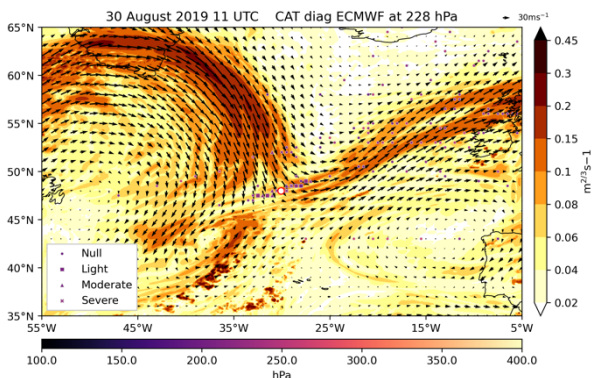 30 August 2019 11 UTC CAT diag ECMWF at 228 hPa
30ms⁻¹
65°N
60°N
55°N
50°N
45°N
40°N
35°N
55°W
45°W
35°W
25°W
15°W
5°W
Null
Light
Moderate
Severe
0.45
0.3
0.2
0.15
0.1
0.08
0.06
0.04
0.02
m²ᐟ³s−1
100.0
150.0
200.0
250.0
300.0
350.0
400.0
hPa